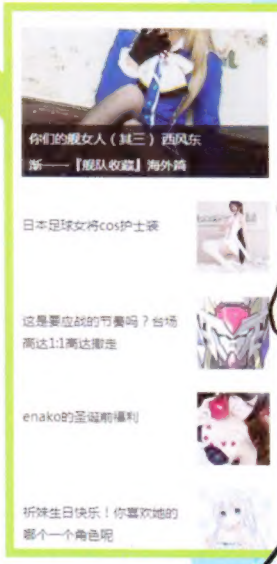 你们的舰女人（其三）西风东
渐——『舰队收藏』海外篇
日本足球女将cos护士装
这是要应战的节奏吗？台场
高达1:1高达撤走
enako的圣诞前福利
祈妹生日快乐！你喜欢她的
哪个一个角色呢